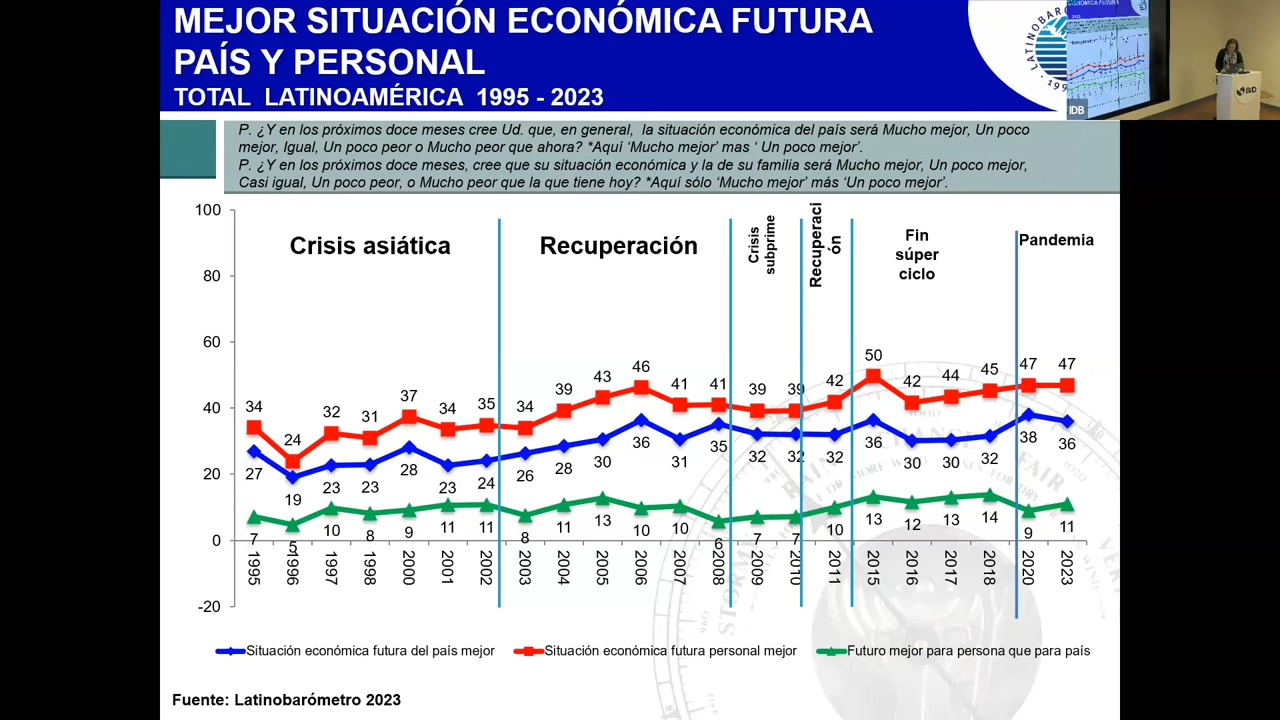 MEJOR SITUACIÓN ECONÓMICA FUTURA
PAÍS Y PERSONAL
TOTAL LATINOAMÉRICA 1995 - 2023
IDB
BID
P. ¿Y en los próximos doce meses cree Ud. que, en general, la situación económica del país será Mucho mejor, Un poco
mejor, Igual, Un poco peor o Mucho peor que ahora? *Aquí ‘Mucho mejor’ mas ‘ Un poco mejor’.
P. ¿Y en los próximos doce meses, cree que su situación económica y la de su familia será Mucho mejor, Un poco mejor,
Casi igual, Un poco peor, o Mucho peor que la que tiene hoy? *Aquí sólo ‘Mucho mejor’ más ‘Un poco mejor’.
100
80
60
40
20
0
-20
Crisis asiática
Recuperación
Crisis
subprime
Recuperaci
ón
Fin
súper
ciclo
Pandemia
34 24 32 31 37 34 35 34 39 43 46 41 41 39 39 42 50 42 44 45 47 47
27 19 23 23 28 23 24 26 28 30 36 31 35 32 32 32 36 30 30 32 38 36
7 5 10 8 9 11 11 8 11 13 10 10 6 7 7 10 13 12 13 14 9 11
1995 1996 1997 1998 2000 2001 2002 2003 2004 2005 2006 2007 2008 2009 2010 2011 2015 2016 2017 2018 2020 2023
Situación económica futura del país mejor
Situación económica futura personal mejor
Futuro mejor para persona que para país
Fuente: Latinobarómetro 2023